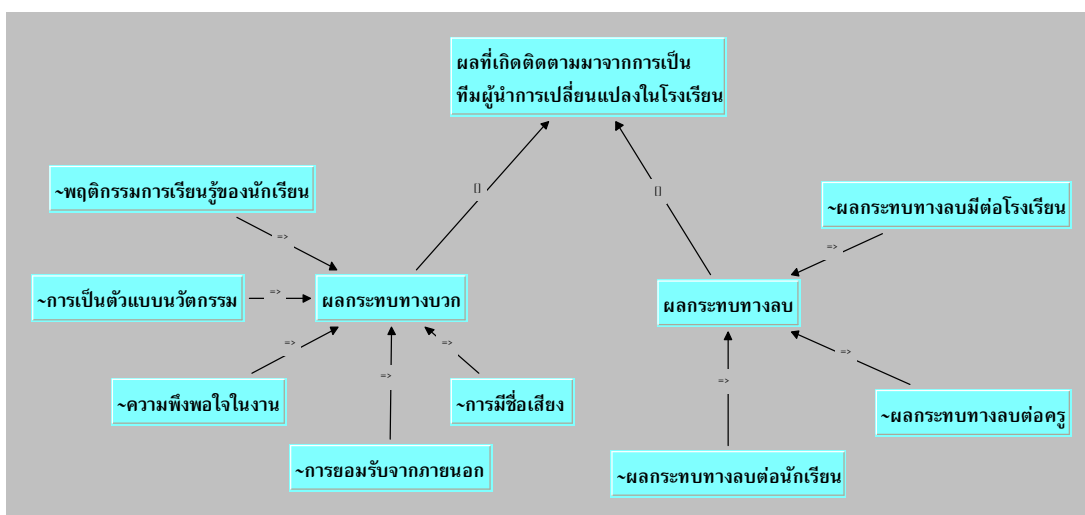 ผลที่เกิดติดตามมาจากการเป็น
ทีมผู้นำการเปลี่ยนแปลงในโรงเรียน
[]
[]
~พฤติกรรมการเรียนรู้ของนักเรียน
~ผลกระทบทางลบมีต่อโรงเรียน
=>
=>
~การเป็นตัวแบบนวัตกรรม
=>
ผลกระทบทางบวก
ผลกระทบทางลบ
=>
=>
=>
=>
=>
~ความพึงพอใจในงาน
~การมีชื่อเสียง
~ผลกระทบทางลบต่อครู
~การยอมรับจากภายนอก
~ผลกระทบทางลบต่อนักเรียน